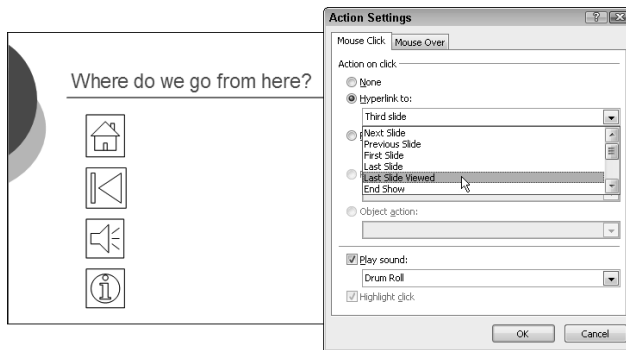 Where do we go from here?
Action Settings
Mouse Click Mouse Over
Action on click
None
Hyperlink to:
Third slide
Next Slide
Previous Slide
First Slide
Last Slide
Last Slide Viewed
End Show
Object action:
Play sound:
Drum Roll
Highlight click
OK Cancel